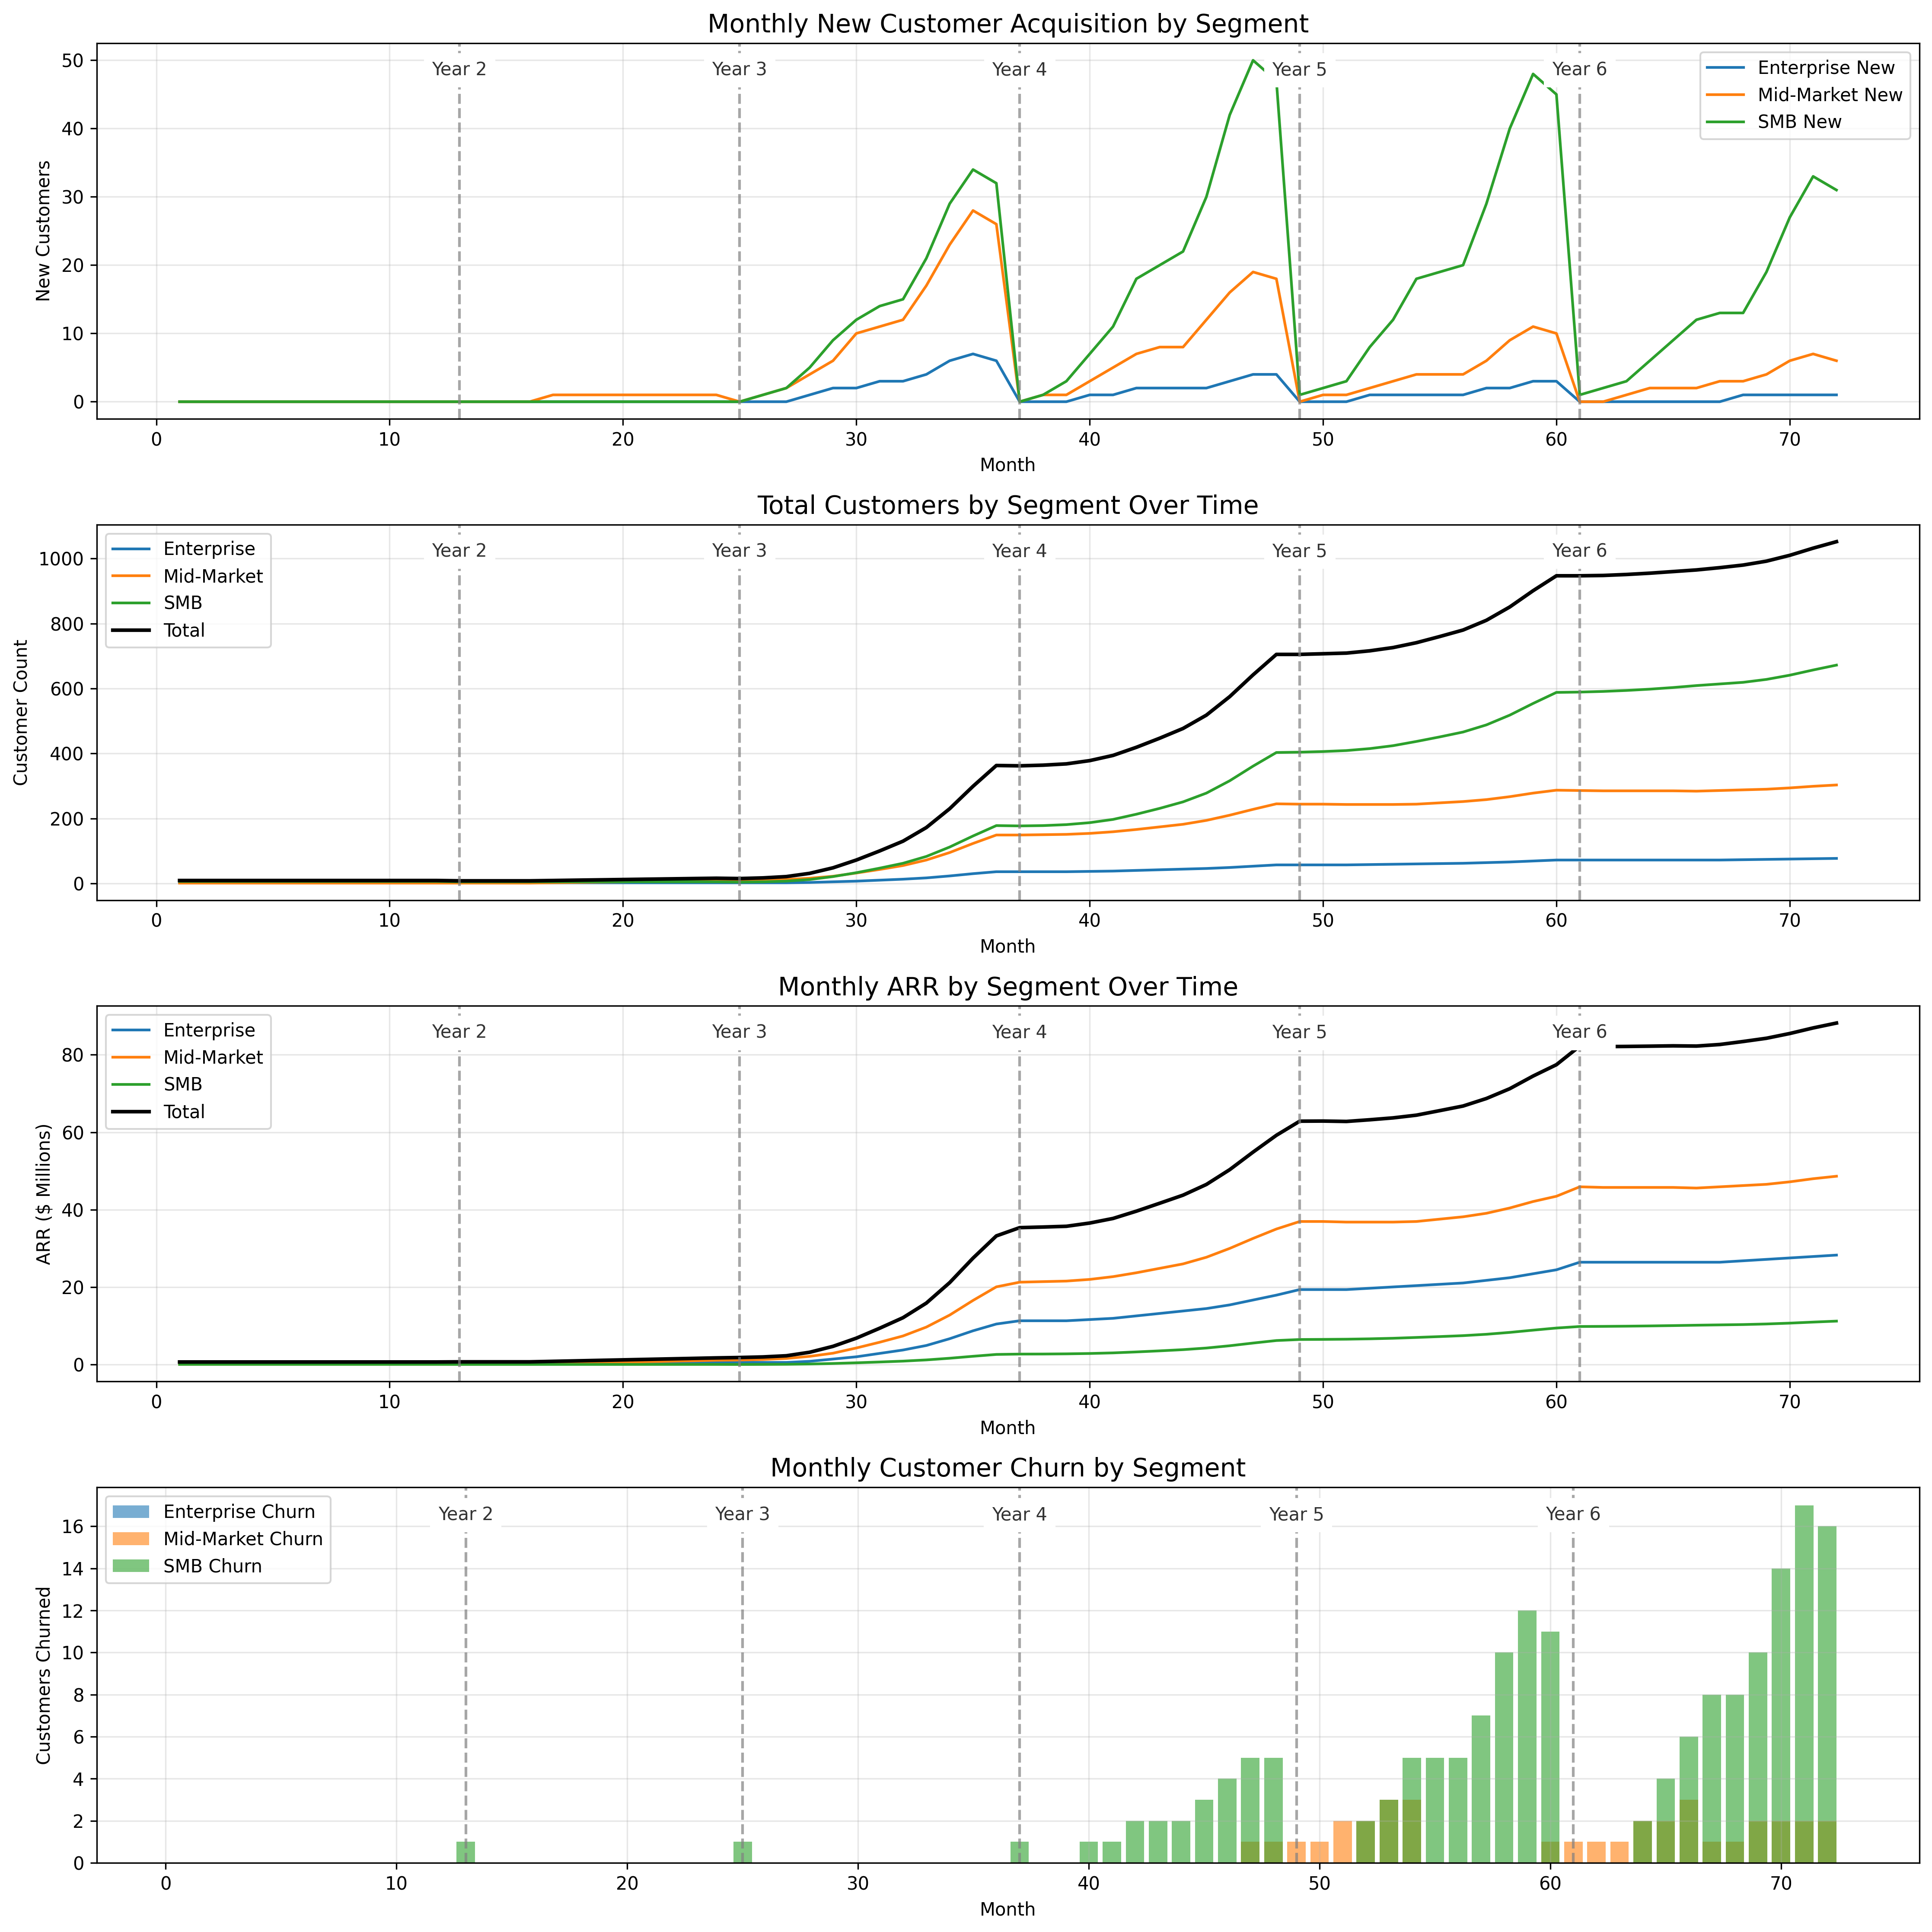 Monthly New Customer Acquisition by Segment
50
40
30
20
10
0
New Customers
Year 2
Year 3
Year 4
Year 5
Year 6
Enterprise New
Mid-Market New
SMB New
0
10
20
30
40
50
60
70
Month
Total Customers by Segment Over Time
1000
800
600
400
200
0
Customer Count
Enterprise
Mid-Market
SMB
Total
Year 2
Year 3
Year 4
Year 5
Year 6
0
10
20
30
40
50
60
70
Month
Monthly ARR by Segment Over Time
80
60
40
20
0
ARR ($ Millions)
Enterprise
Mid-Market
SMB
Total
Year 2
Year 3
Year 4
Year 5
Year 6
0
10
20
30
40
50
60
70
Month
Monthly Customer Churn by Segment
16
14
12
10
8
6
4
2
0
Customers Churned
Enterprise Churn
Mid-Market Churn
SMB Churn
Year 2
Year 3
Year 4
Year 5
Year 6
0
10
20
30
40
50
60
70
Month